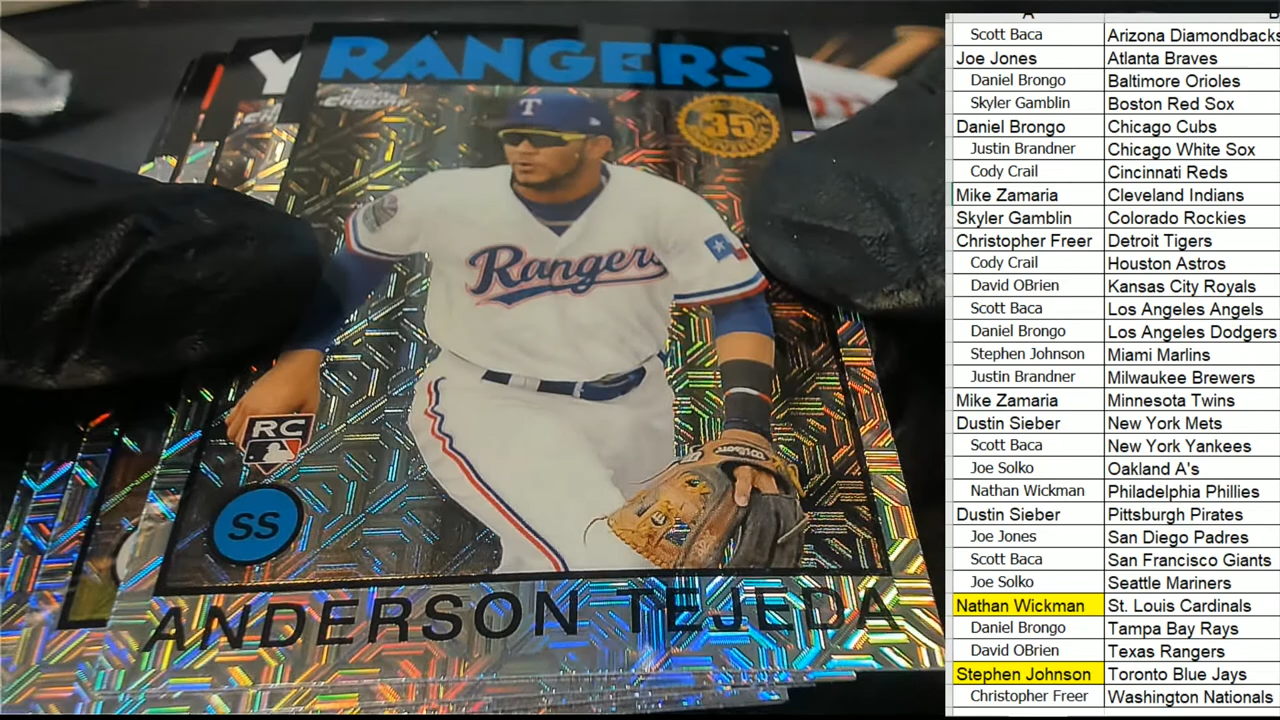 RANGERS
Y
Chrome
35
T
Rangers
RC
SS
Wilson
ANDERSON TEJEDA
A
Scott Baca Arizona Diamondbacks
Joe Jones Atlanta Braves
Daniel Brongo Baltimore Orioles
Skyler Gamblin Boston Red Sox
Daniel Brongo Chicago Cubs
Justin Brandner Chicago White Sox
Cody Crail Cincinnati Reds
Mike Zamaria Cleveland Indians
Skyler Gamblin Colorado Rockies
Christopher Freer Detroit Tigers
Cody Crail Houston Astros
David OBrien Kansas City Royals
Scott Baca Los Angeles Angels
Daniel Brongo Los Angeles Dodgers
Stephen Johnson Miami Marlins
Justin Brandner Milwaukee Brewers
Mike Zamaria Minnesota Twins
Dustin Sieber New York Mets
Scott Baca New York Yankees
Joe Solko Oakland A's
Nathan Wickman Philadelphia Phillies
Dustin Sieber Pittsburgh Pirates
Joe Jones San Diego Padres
Scott Baca San Francisco Giants
Joe Solko Seattle Mariners
Nathan Wickman St. Louis Cardinals
Daniel Brongo Tampa Bay Rays
David OBrien Texas Rangers
Stephen Johnson Toronto Blue Jays
Christopher Freer Washington Nationals